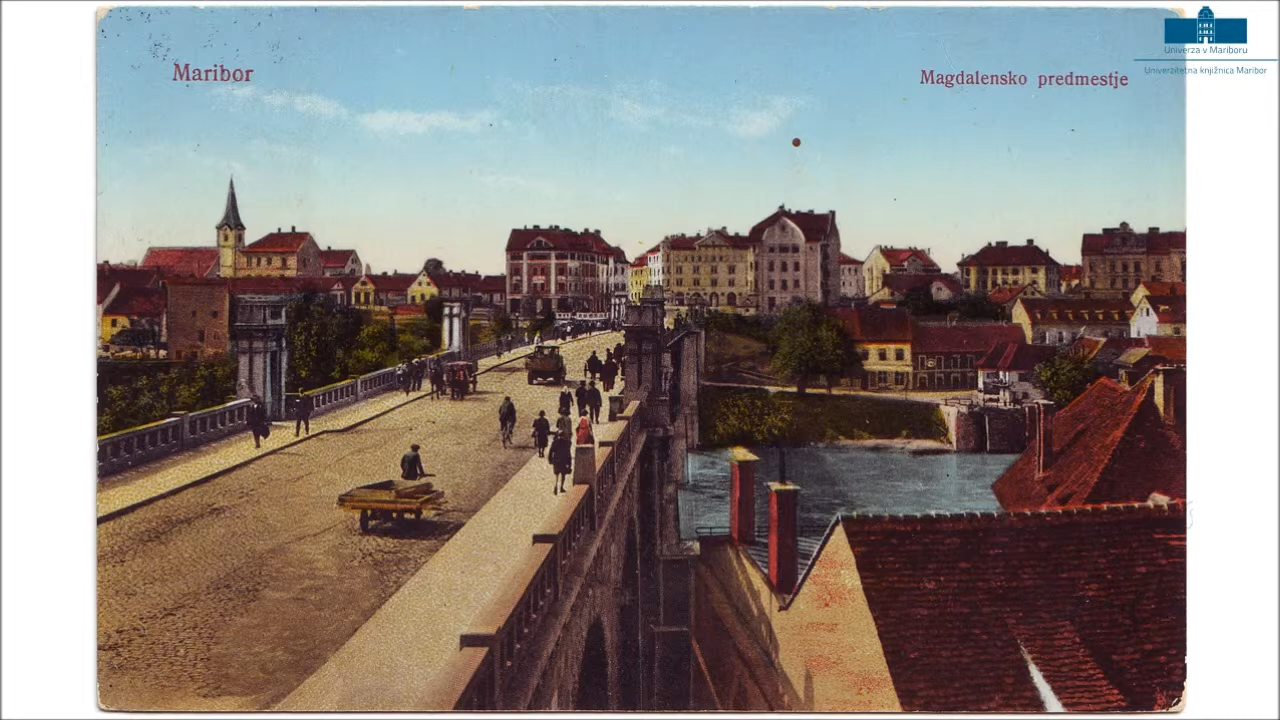 Maribor
Magdalensko predmestje
Univerza v Mariboru
Univerzitetna knjižnica Maribor